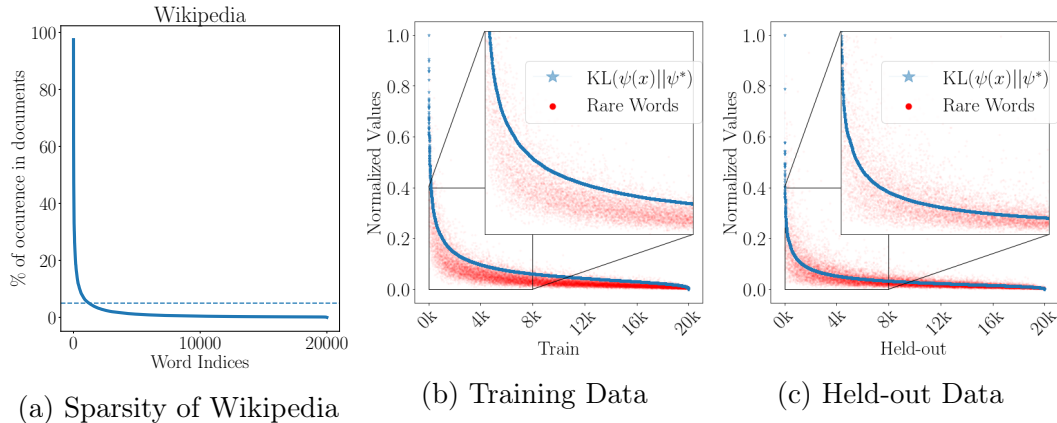 Wikipedia
% of occurence in documents
100
80
60
40
20
0
0
10000
20000
Word Indices
(a) Sparsity of Wikipedia
Normalized Values
1.0
0.8
0.6
0.4
0.2
0.0
KL(ψ(x)||ψ*)
Rare Words
0k
4k
8k
12k
16k
20k
Train
(b) Training Data
Normalized Values
1.0
0.8
0.6
0.4
0.2
0.0
KL(ψ(x)||ψ*)
Rare Words
0k
4k
8k
12k
16k
20k
Held-out
(c) Held-out Data